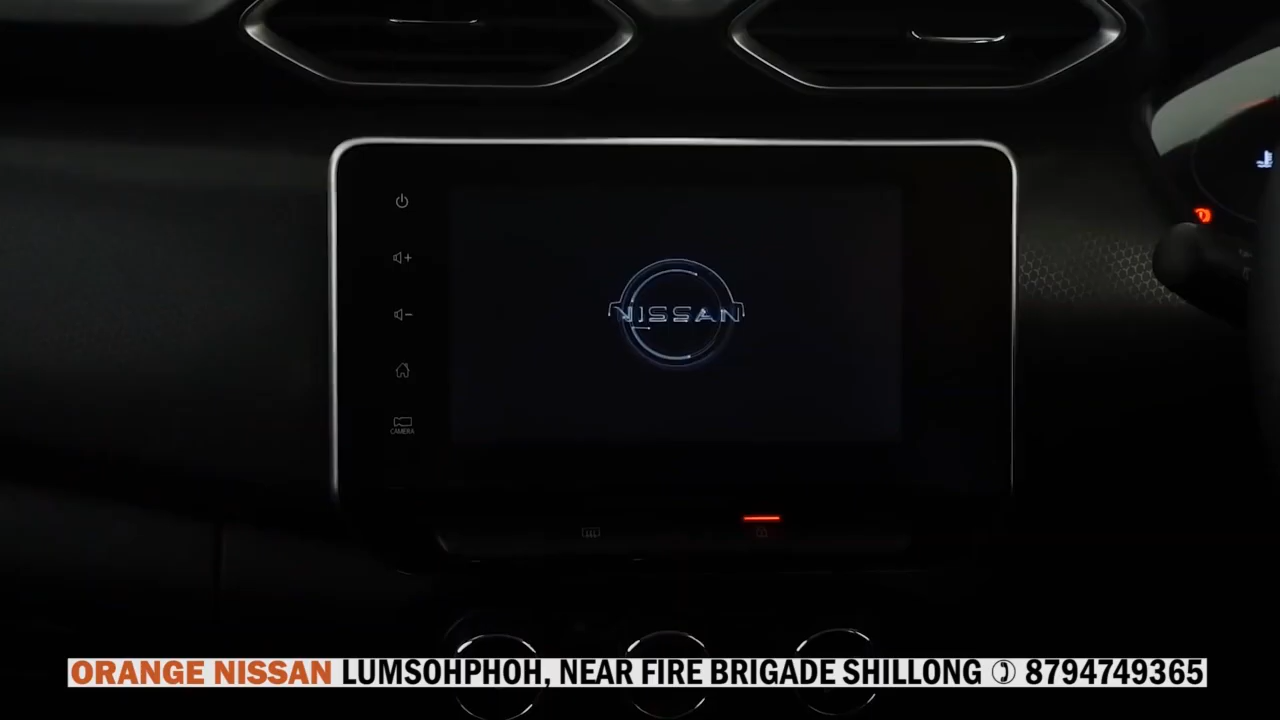 NISSAN
CAMERA
ORANGE NISSAN LUMSOHPHOH, NEAR FIRE BRIGADE SHILLONG ✆ 8794749365